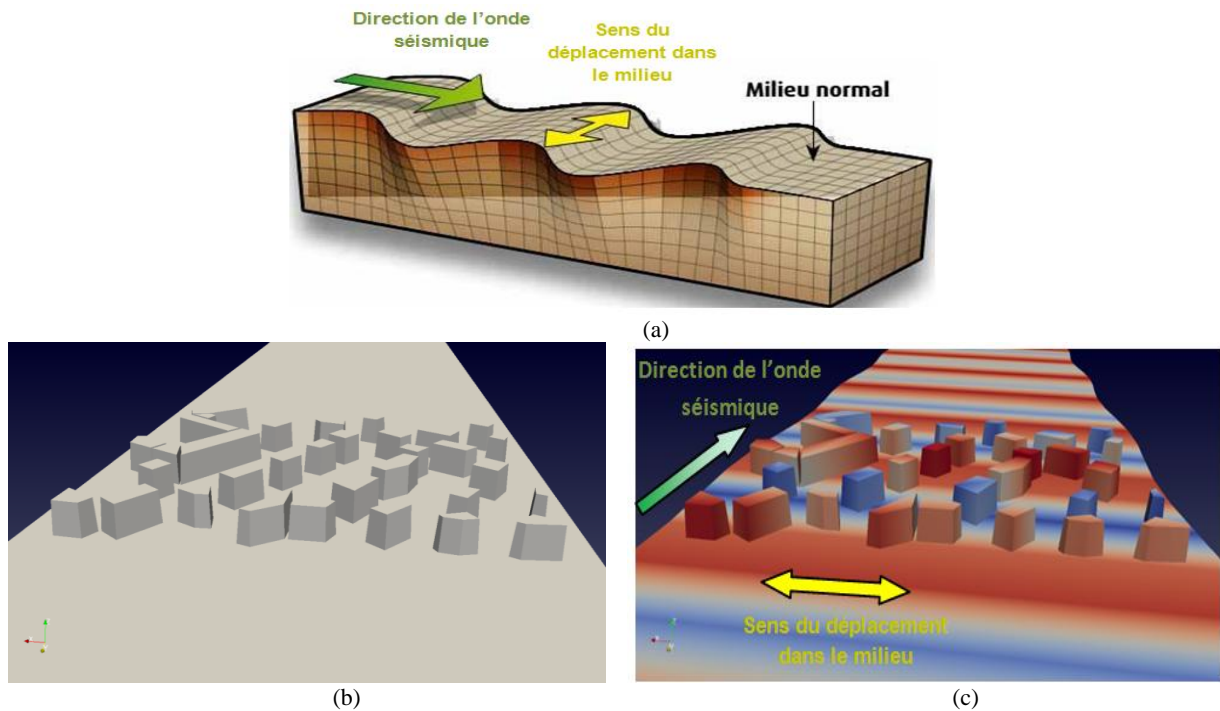 Direction de l'onde
séismique
Sens du
déplacement dans
le milieu
Milieu normal
(a)
Direction de l'onde
séismique
Sens du déplacement
dans le milieu
(b)
(c)